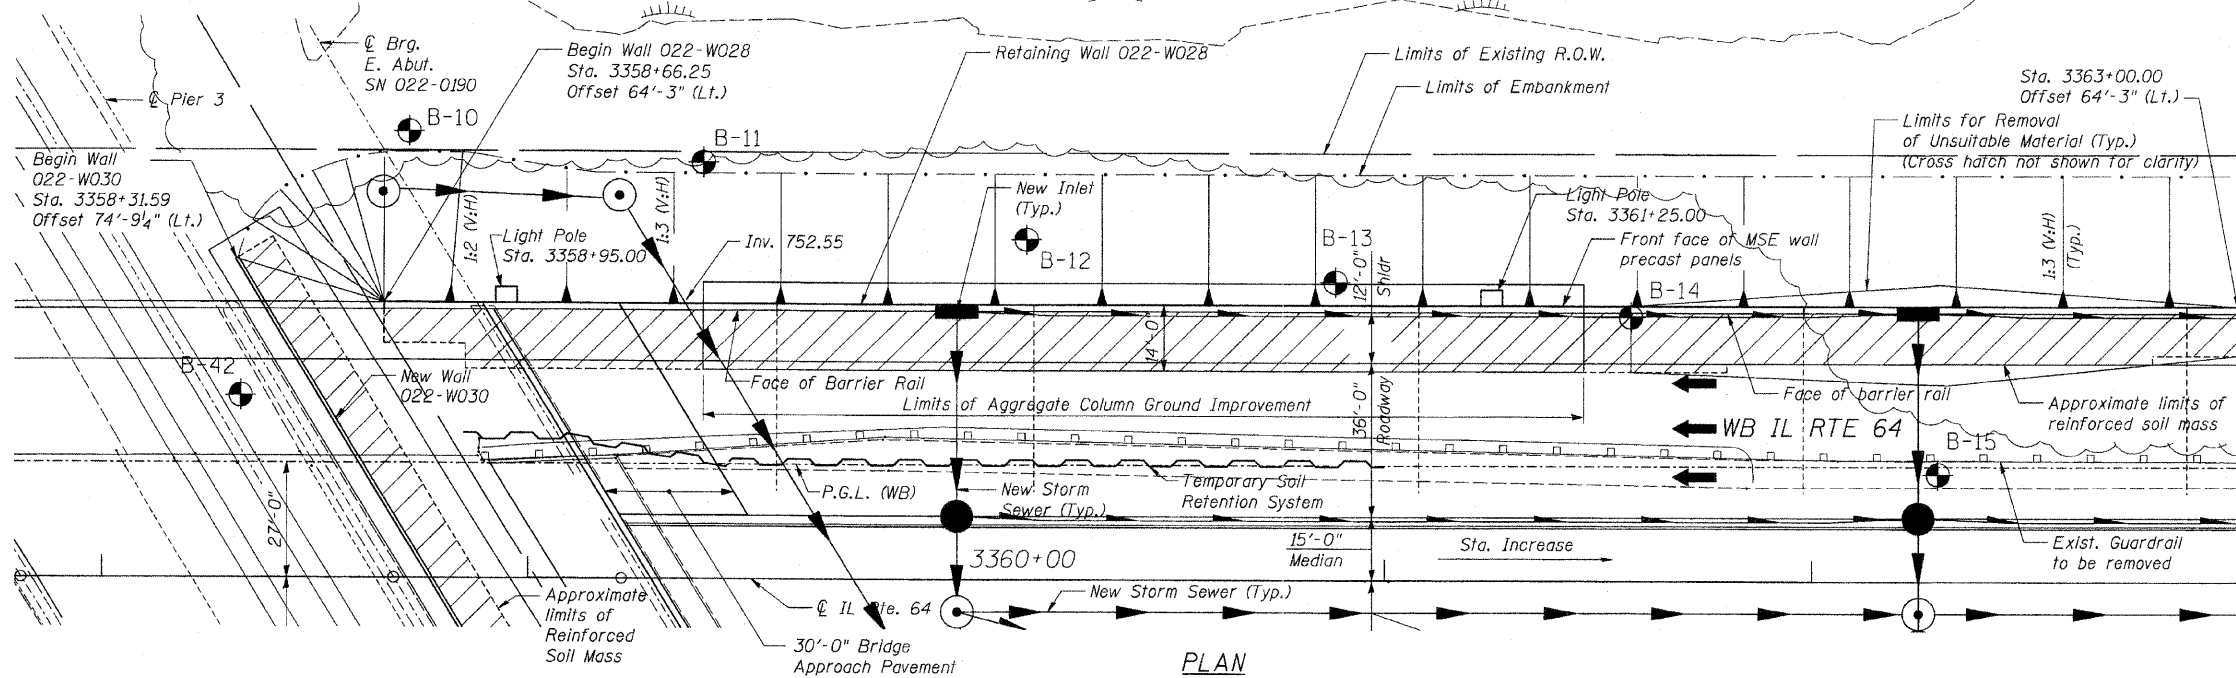 ℄ Brg.
E. Abut.
SN 022-0190
Begin Wall 022-W028
Sta. 3358+66.25
Offset 64'-3" (Lt.)
Retaining Wall 022-W028
Limits of Existing R.O.W.
Limits of Embankment
Sta. 3363+00.00
Offset 64'-3" (Lt.)
℄ Pier 3
B-10
B-11
Limits for Removal
of Unsuitable Material (Typ.)
(Cross hatch not shown for clarity)
Begin Wall
022-W030
Sta. 3358+31.59
Offset 74'-9¼" (Lt.)
1:2 (V:H)
1:3 (V:H)
New Inlet
(Typ.)
Light Pole
Sta. 3361+25.00
Light Pole
Sta. 3358+95.00
Inv. 752.55
B-12
B-13
12'-0"
Shldr
Front face of MSE wall
precast panels
1:3 (V:H)
(Typ.)
B-14
14'-0"
B-42
New Wall
022-W030
Face of Barrier Rail
Limits of Aggregate Column Ground Improvement
36'-0"
Roadway
Face of barrier rail
WB IL RTE 64
Approximate limits of
reinforced soil mass
B-15
P.G.L. (WB)
New Storm
Sewer (Typ.)
Temporary Soil
Retention System
27'-0"
3360+00
15'-0"
Median
Sta. Increase
Exist. Guardrail
to be removed
Approximate
limits of
Reinforced
Soil Mass
℄ IL Rte. 64
New Storm Sewer (Typ.)
30'-0" Bridge
Approach Pavement
PLAN